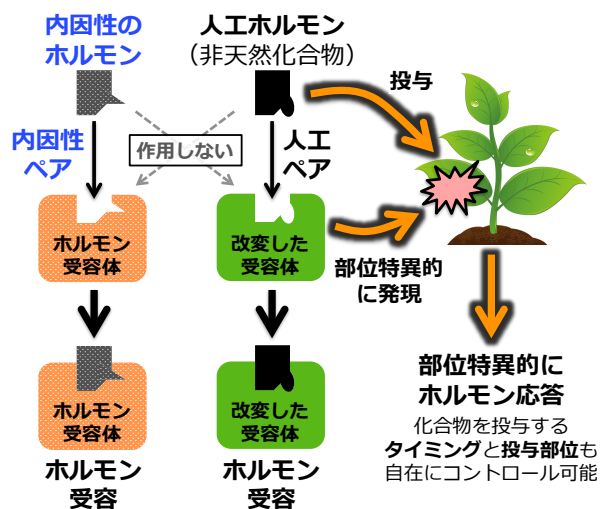 内因性の
ホルモン
人工ホルモン
（非天然化合物）
投与
内因性
ペア
作用しない
人工
ペア
ホルモン
受容体
改変した
受容体
部位特異的
に発現
ホルモン
受容体
改変した
受容体
ホルモン
受容
ホルモン
受容
部位特異的に
ホルモン応答
化合物を投与する
タイミングと投与部位も
自在にコントロール可能